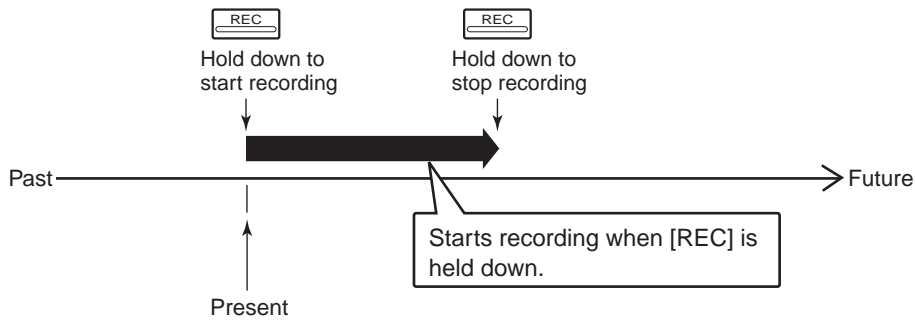 REC
REC
Hold down to
start recording
Hold down to
stop recording
Past
Future
Starts recording when [REC] is
held down.
Present